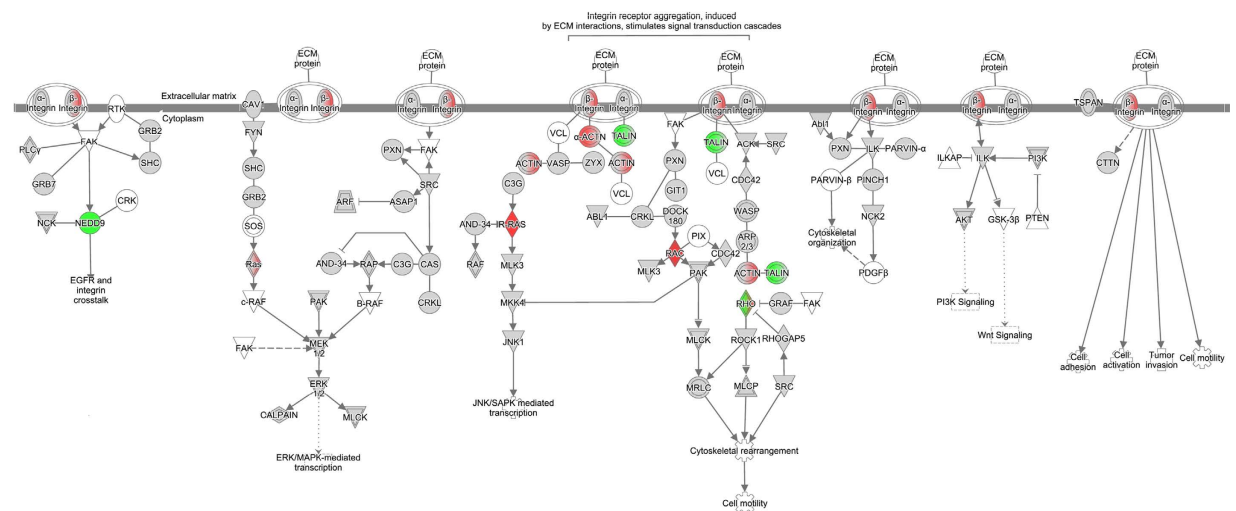 Integrin receptor aggregation, induced
by ECM interactions, stimulates signal transduction cascades
ECM
protein
ECM
protein
ECM
protein
ECM
protein
ECM
protein
ECM
protein
ECM
protein
α-
Integrin
β-
Integrin
RTK
Extracellular matrix
Cytoplasm
CAV1
α-
Integrin
β-
Integrin
α-
Integrin
β-
Integrin
β-
Integrin
α-
Integrin
β-
Integrin
α-
Integrin
β-
Integrin
α-
Integrin
β-
Integrin
α-
Integrin
TSPAN
β-
Integrin
α-
Integrin
FAK
GRB2
PLCγ
SHC
GRB7
NCK
NEDD9
CRK
EGFR and
integrin
crosstalk
FYN
SHC
GRB2
SOS
Ras
c-RAF
PAK
B-RAF
FAK
MEK
1/2
ERK
1/2
CALPAIN
MLCK
ERK/MAPK-mediated
transcription
PXN
FAK
SRC
ARF
ASAP1
AND-34
RAP
C3G
CAS
CRKL
VCL
α-ACTN
TALIN
ACTIN
VASP
ZYX
ACTIN
VCL
C3G
AND-34
IR-RAS
RAF
MLK3
MKK4
JNK1
JNK/SAPK mediated
transcription
FAK
PXN
GIT1
ABL1
CRKL
DOCK
180
PIX
RAC
CDC42
MLK3
PAK
MLCK
MRLC
TALIN
VCL
ACK
SRC
CDC42
WASP
ARP
2/3
ACTIN
TALIN
RHO
GRAF
FAK
ROCK1
RHOGAP5
MLCP
SRC
Cytoskeletal rearrangement
Cell motility
Abl1
PXN
ILK
PARVIN-α
PARVIN-β
PINCH1
NCK2
Cytoskeletal
organization
PDGFβ
ILKAP
ILK
PI3K
AKT
GSK-3β
PTEN
PI3K Signaling
Wnt Signaling
CTTN
Cell
adhesion
Cell
activation
Tumor
invasion
Cell motility